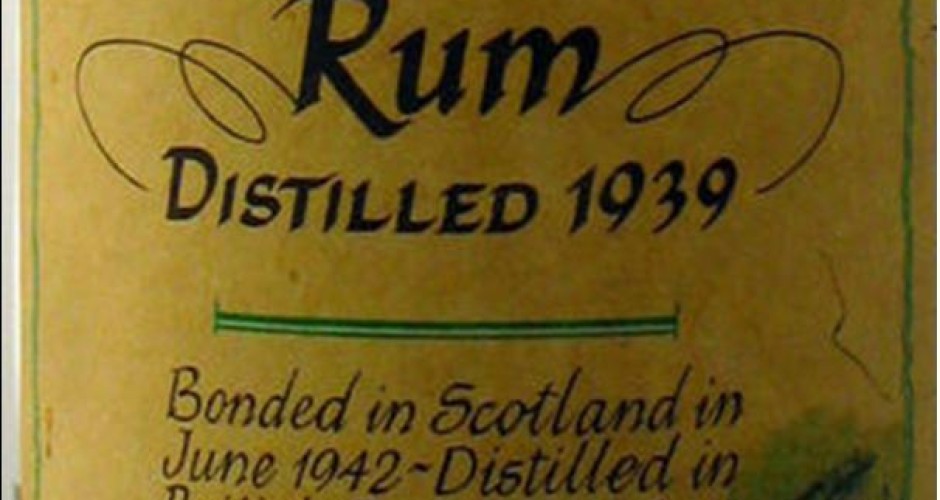 Rum
DISTILLED 1939
Bonded in Scotland in
June 1942~Distilled in